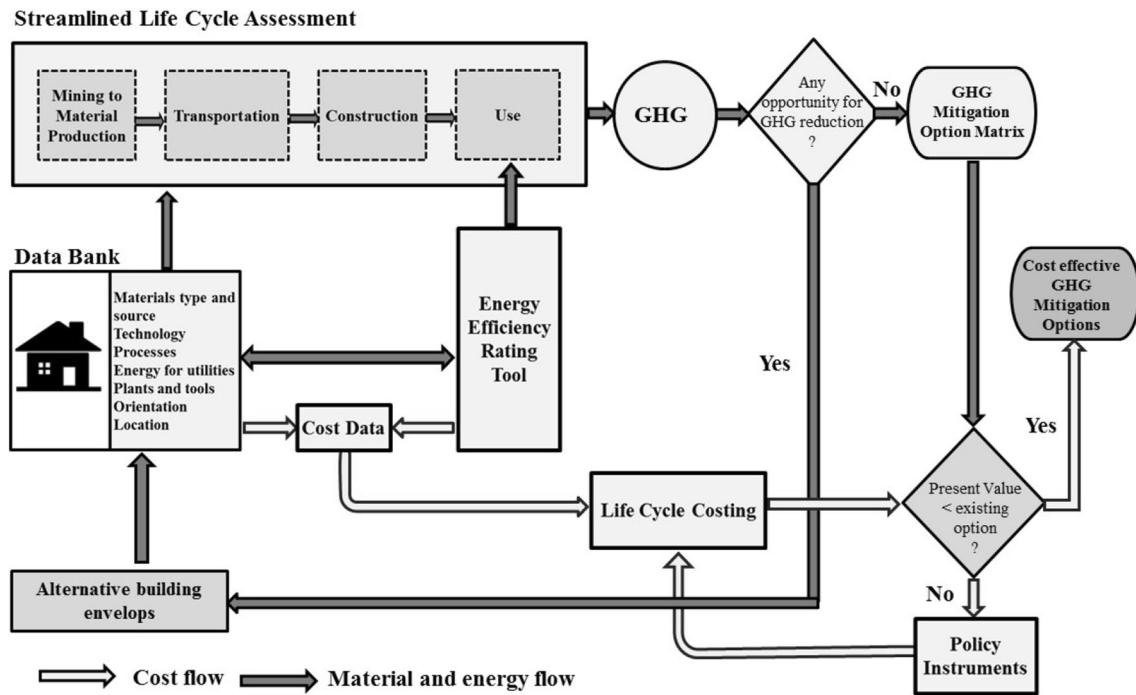 Streamlined Life Cycle Assessment
Mining to
Material
Production
Transportation
Construction
Use
GHG
Any
opportunity for
GHG reduction
?
No
GHG
Mitigation
Option Matrix
Data Bank
Materials type and
source
Technology
Processes
Energy for utilities
Plants and tools
Orientation
Location
Energy
Efficiency
Rating
Tool
Yes
Cost effective
GHG
Mitigation
Options
Cost Data
Yes
Life Cycle Costing
Present Value
< existing
option
?
Alternative building
envelops
No
Policy
Instruments
Cost flow
Material and energy flow